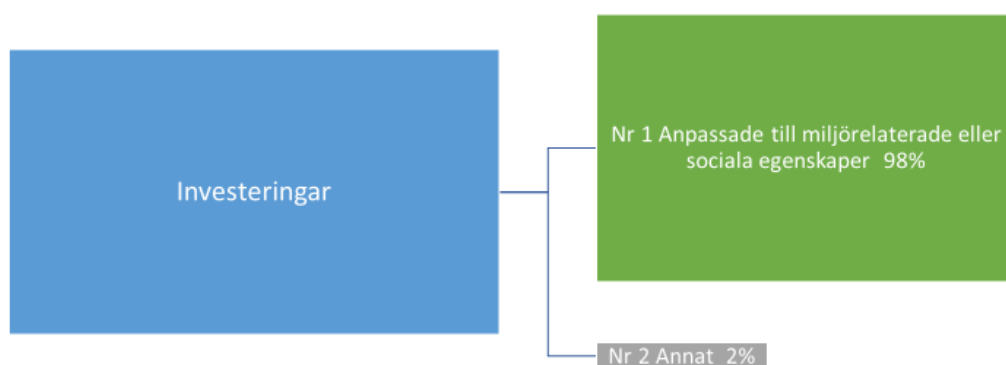 Investeringar
Nr 1 Anpassade till miljörelaterade eller
sociala egenskaper 98%
Nr 2 Annat 2%